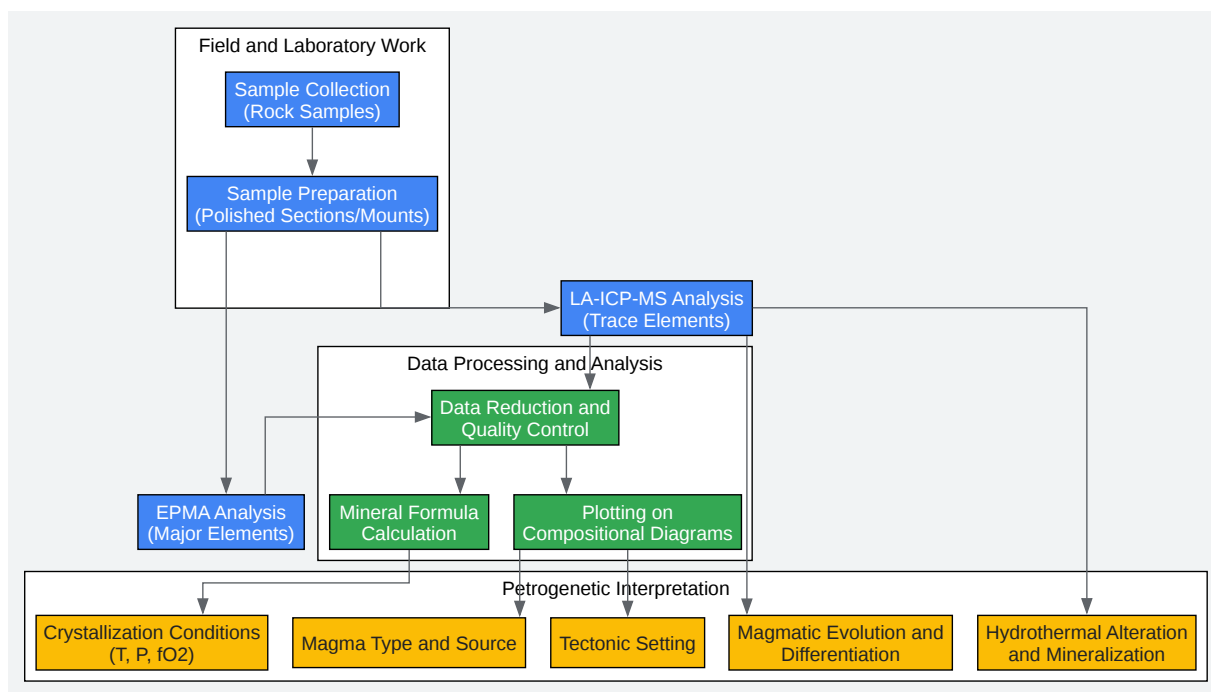 Field and Laboratory Work
Sample Collection
(Rock Samples)
Sample Preparation
(Polished Sections/Mounts)
LA-ICP-MS Analysis
(Trace Elements)
Data Processing and Analysis
Data Reduction and
Quality Control
EPMA Analysis
(Major Elements)
Mineral Formula
Calculation
Plotting on
Compositional Diagrams
Petrogenetic Interpretation
Crystallization Conditions
(T, P, fO2)
Magma Type and Source
Tectonic Setting
Magmatic Evolution and
Differentiation
Hydrothermal Alteration
and Mineralization